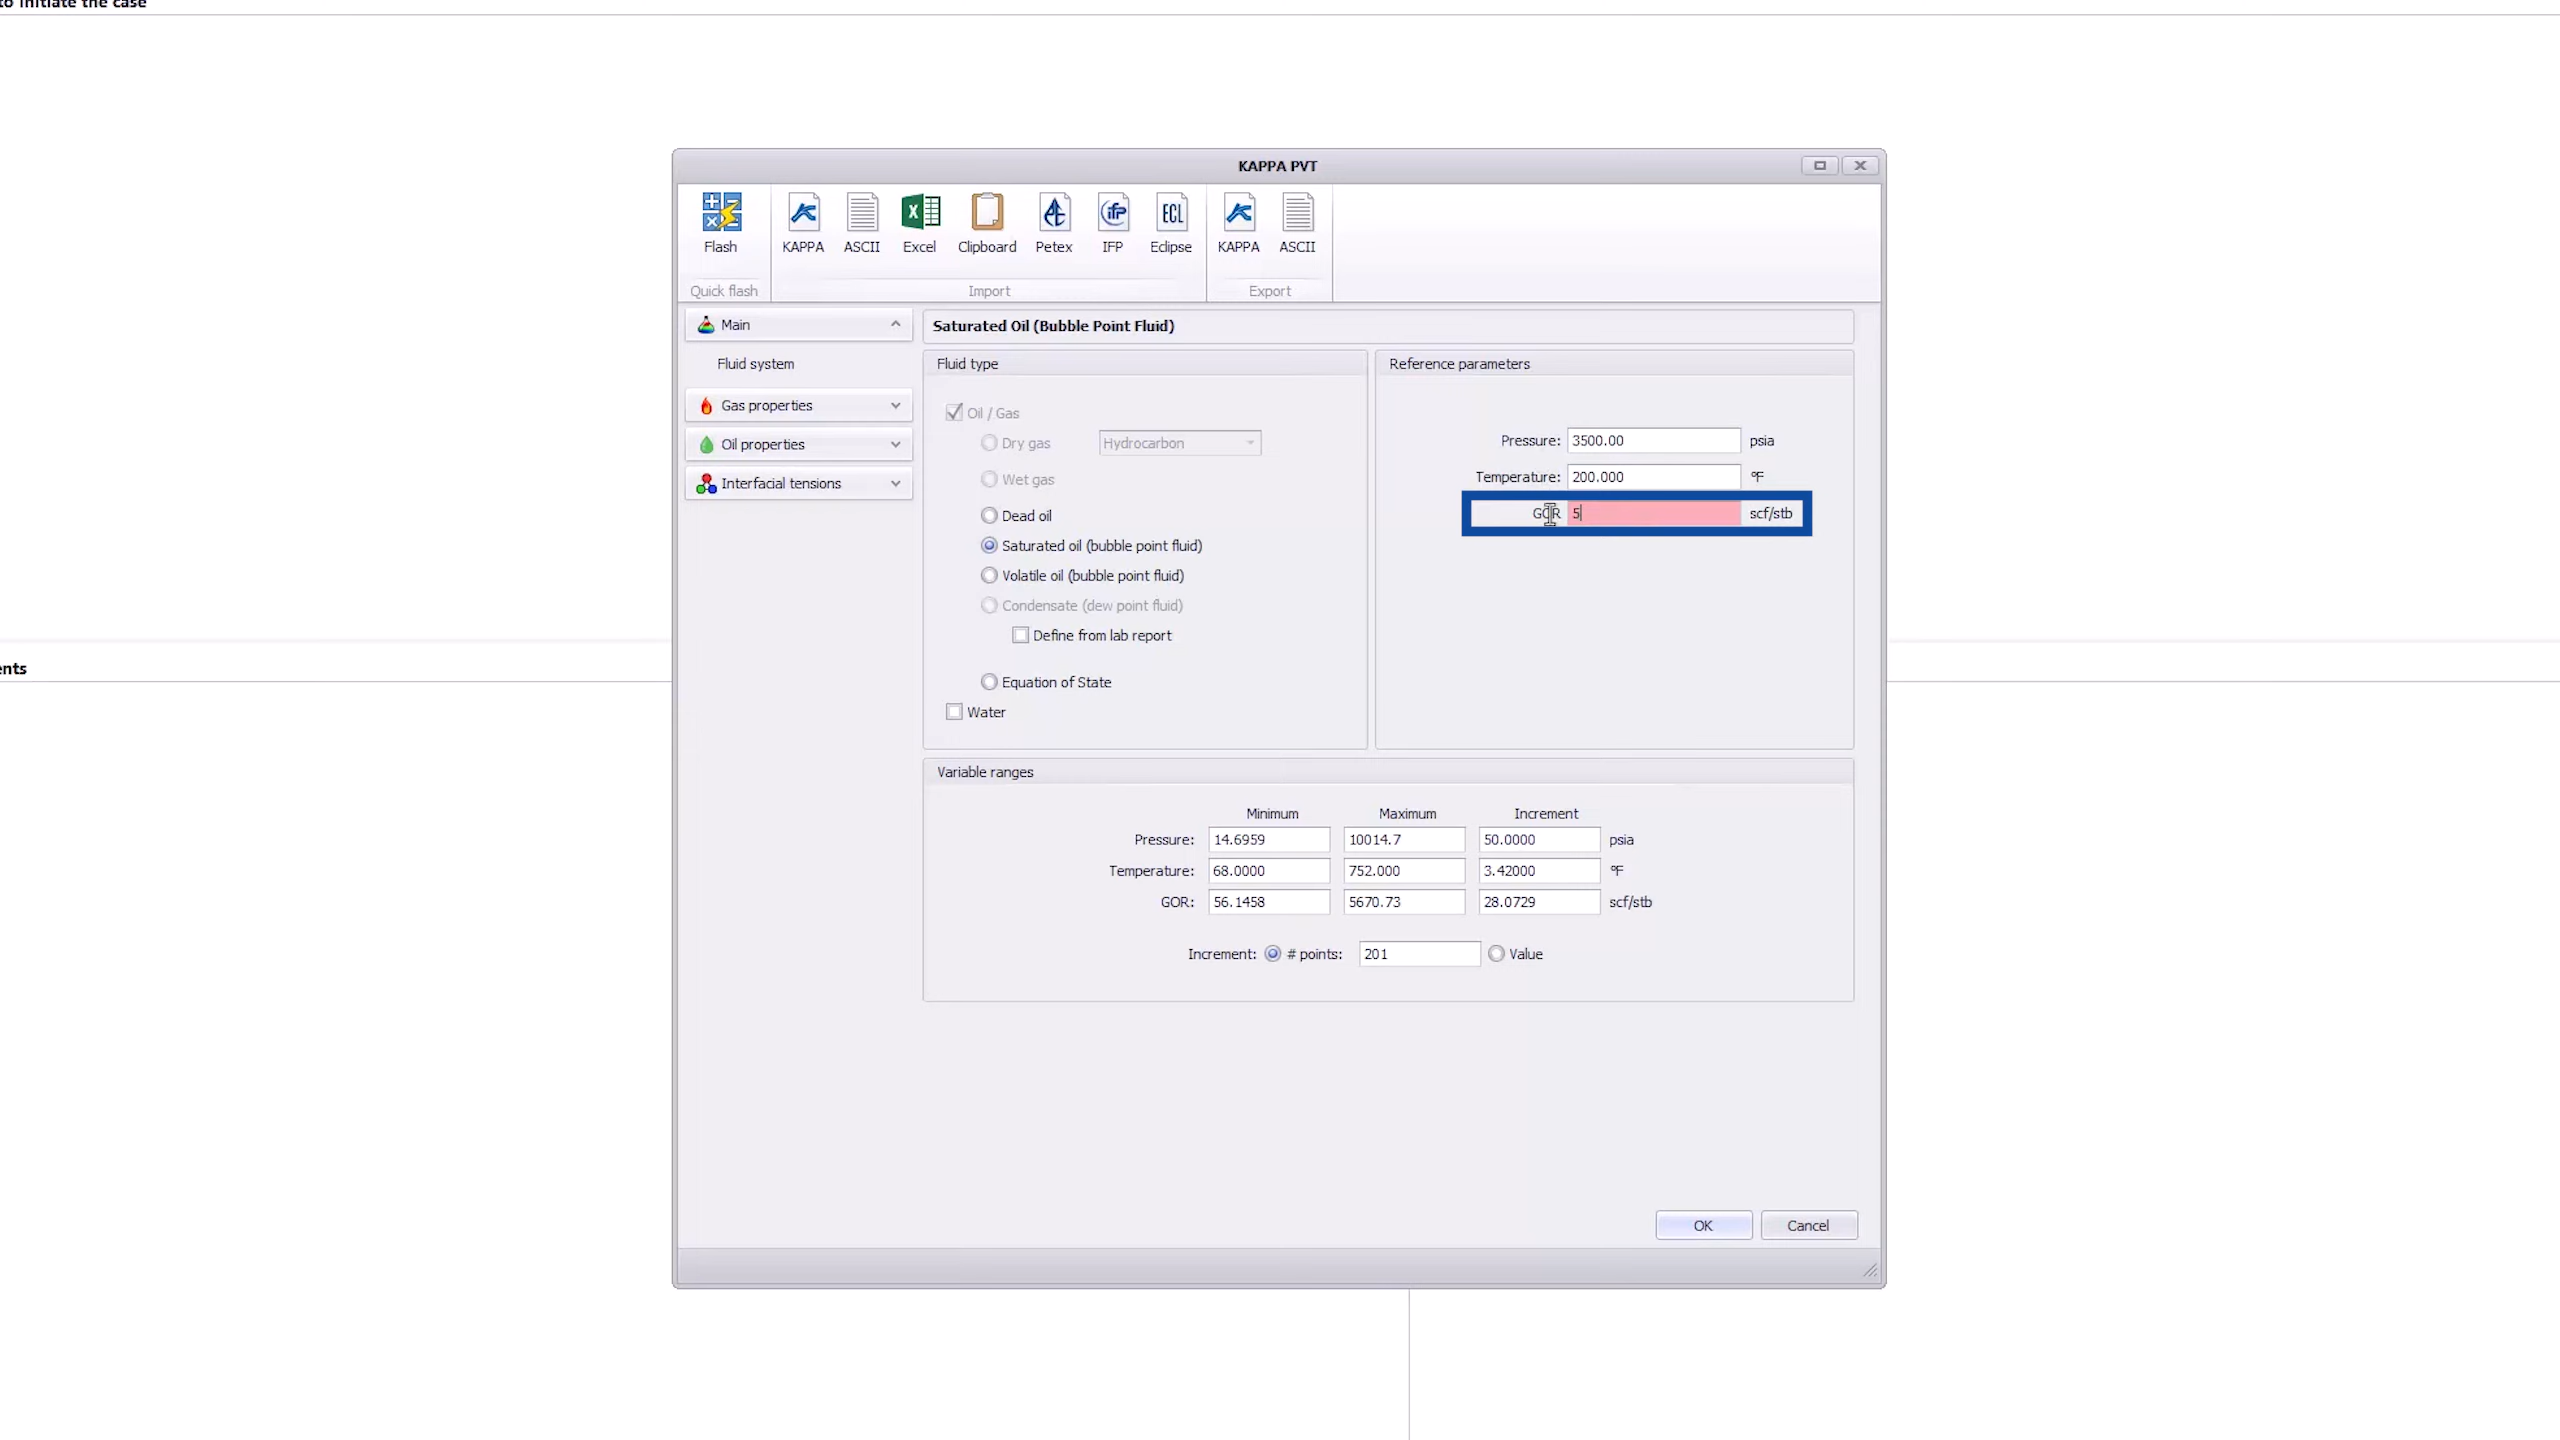 to initiate the case
KAPPA PVT
Flash
KAPPA
ASCII
Excel
Clipboard
Petex
IFP
Eclipse
KAPPA
ASCII
Quick flash
Import
Export
Main
Fluid system
Gas properties
Oil properties
Interfacial tensions
Saturated Oil (Bubble Point Fluid)
Fluid type
Oil / Gas
Dry gas Hydrocarbon
Wet gas
Dead oil
Saturated oil (bubble point fluid)
Volatile oil (bubble point fluid)
Condensate (dew point fluid)
Define from lab report
Equation of State
Water
Reference parameters
Pressure: 3500.00 psia
Temperature: 200.000 °F
GOR 5 scf/stb
ents
Variable ranges
Minimum Maximum Increment
Pressure: 14.6959 10014.7 50.0000 psia
Temperature: 68.0000 752.000 3.42000 °F
GOR: 56.1458 5670.73 28.0729 scf/stb
Increment: # points: 201 Value
OK
Cancel